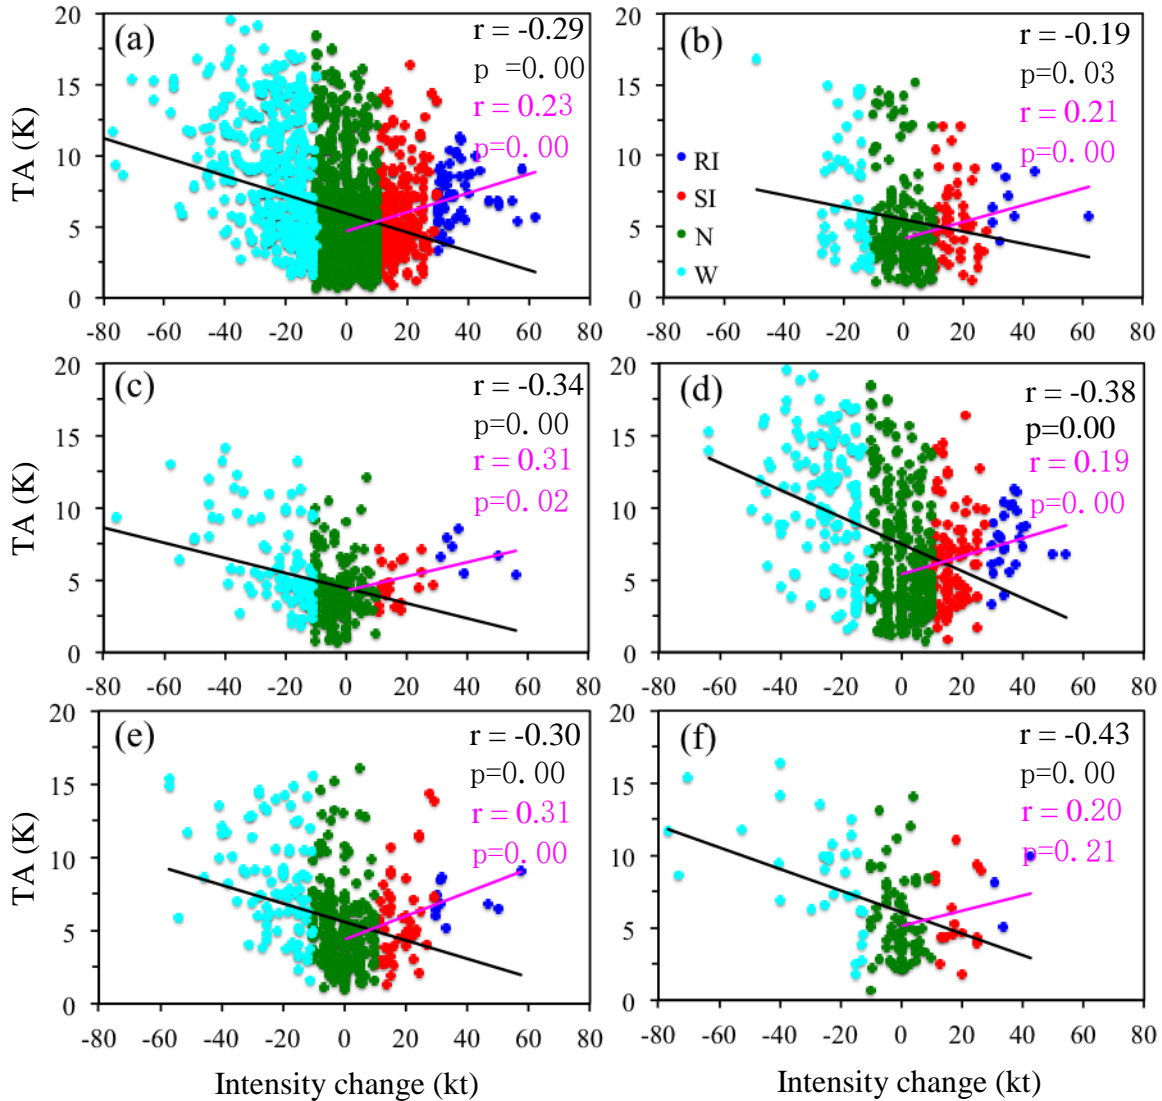 (a)
r = -0.29
p =0.00
r = 0.23
p=0.00
TA (K)
20
15
10
5
0
-80 -60 -40 -20 0 20 40 60 80
(b)
r = -0.19
p=0.03
r = 0.21
p=0.00
RI
SI
N
W
20
15
10
5
0
-80 -60 -40 -20 0 20 40 60 80
(c)
r = -0.34
p=0.00
r = 0.31
p=0.02
TA (K)
20
15
10
5
0
-80 -60 -40 -20 0 20 40 60 80
(d)
r = -0.38
p=0.00
r = 0.19
p=0.00
20
15
10
5
0
-80 -60 -40 -20 0 20 40 60 80
(e)
r = -0.30
p=0.00
r = 0.31
p=0.00
TA (K)
20
15
10
5
0
-80 -60 -40 -20 0 20 40 60 80
Intensity change (kt)
(f)
r = -0.43
p=0.00
r = 0.20
p=0.21
20
15
10
5
0
-80 -60 -40 -20 0 20 40 60 80
Intensity change (kt)